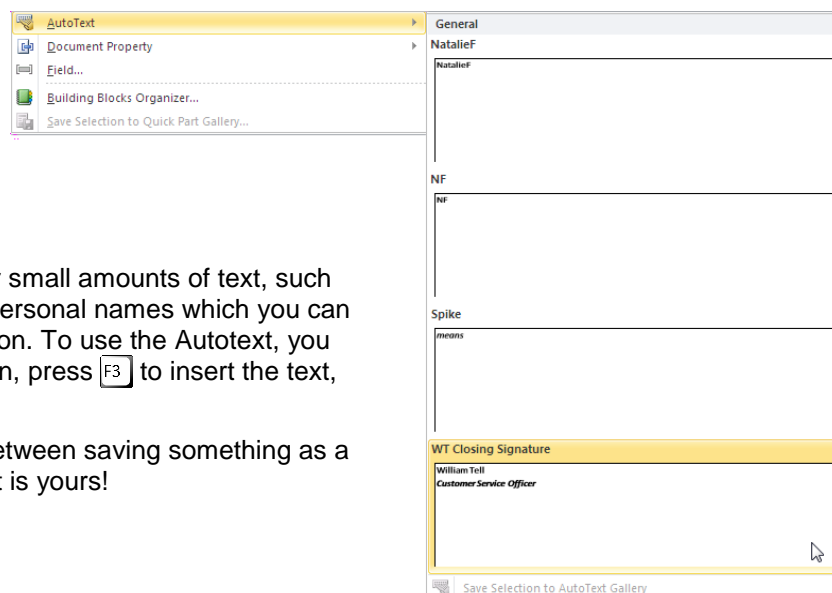 AutoText
Document Property
Field...
Building Blocks Organizer...
Save Selection to Quick Part Gallery...
General
NatalieF
NatalieF
NF
NF
Spike
means
WT Closing Signature
William Tell
Customer Service Officer
Save Selection to AutoText Gallery
small amounts of text, such
ersonal names which you can
on. To use the Autotext, you
n, press F3 to insert the text,
etween saving something as a
is yours!